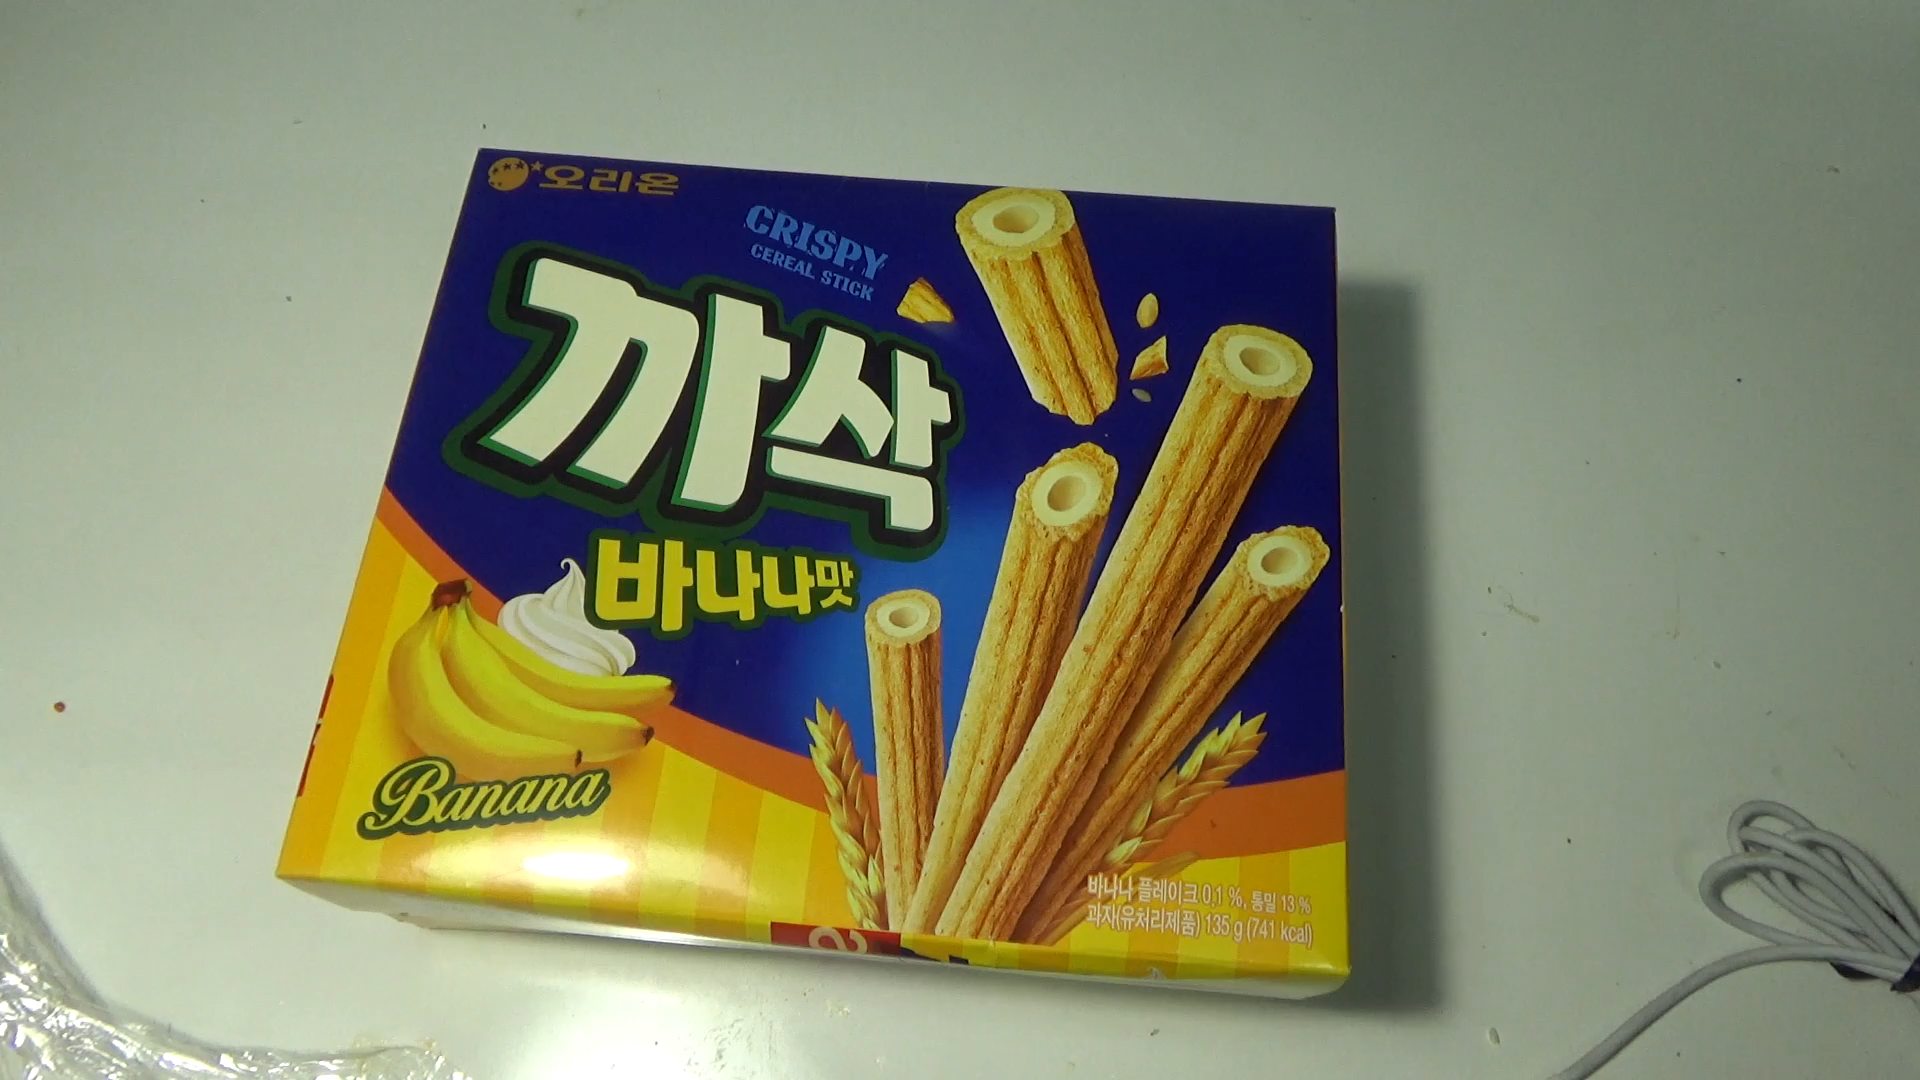 오리온
CRISPY
CEREAL STICK
까삭
바나나맛
Banana
바나나 플레이크 0.1 %, 통밀 13 %
과자(유처리제품) 135 g (741 kcal)